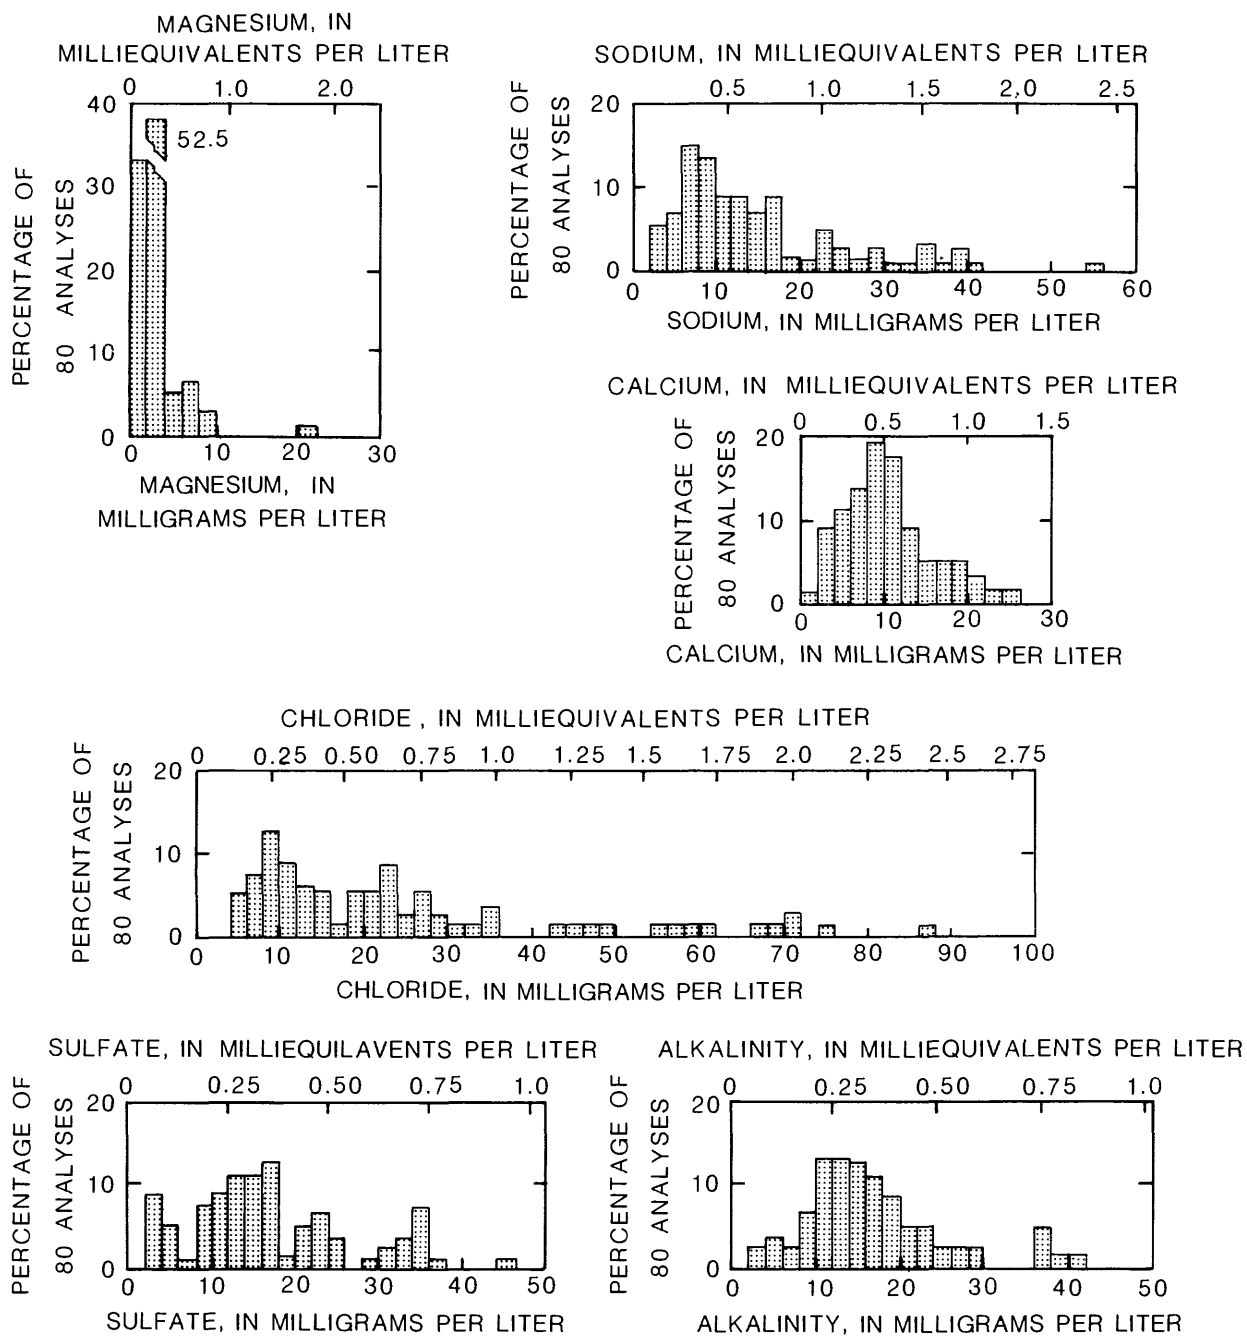 MAGNESIUM, IN
MILLIEQUIVALENTS PER LITER
0 1.0 2.0
40
30
20
10
0
52.5
PERCENTAGE OF
80 ANALYSES
0 10 20 30
MAGNESIUM, IN
MILLIGRAMS PER LITER
SODIUM, IN MILLIEQUIVALENTS PER LITER
0.5 1.0 1.5 2.0 2.5
20
10
0
PERCENTAGE OF
80 ANALYSES
0 10 20 30 40 50 60
SODIUM, IN MILLIGRAMS PER LITER
CALCIUM, IN MILLIEQUIVALENTS PER LITER
0 0.5 1.0 1.5
20
10
0
PERCENTAGE OF
80 ANALYSES
0 10 20 30
CALCIUM, IN MILLIGRAMS PER LITER
CHLORIDE, IN MILLIEQUIVALENTS PER LITER
0 0.25 0.50 0.75 1.0 1.25 1.5 1.75 2.0 2.25 2.5 2.75
20
10
0
PERCENTAGE OF
80 ANALYSES
0 10 20 30 40 50 60 70 80 90 100
CHLORIDE, IN MILLIGRAMS PER LITER
SULFATE, IN MILLIEQUILAVENTS PER LITER
0 0.25 0.50 0.75 1.0
20
10
0
PERCENTAGE OF
80 ANALYSES
0 10 20 30 40 50
SULFATE, IN MILLIGRAMS PER LITER
ALKALINITY, IN MILLIEQUIVALENTS PER LITER
0 0.25 0.50 0.75 1.0
20
10
0
PERCENTAGE OF
80 ANALYSES
0 10 20 30 40 50
ALKALINITY, IN MILLIGRAMS PER LITER